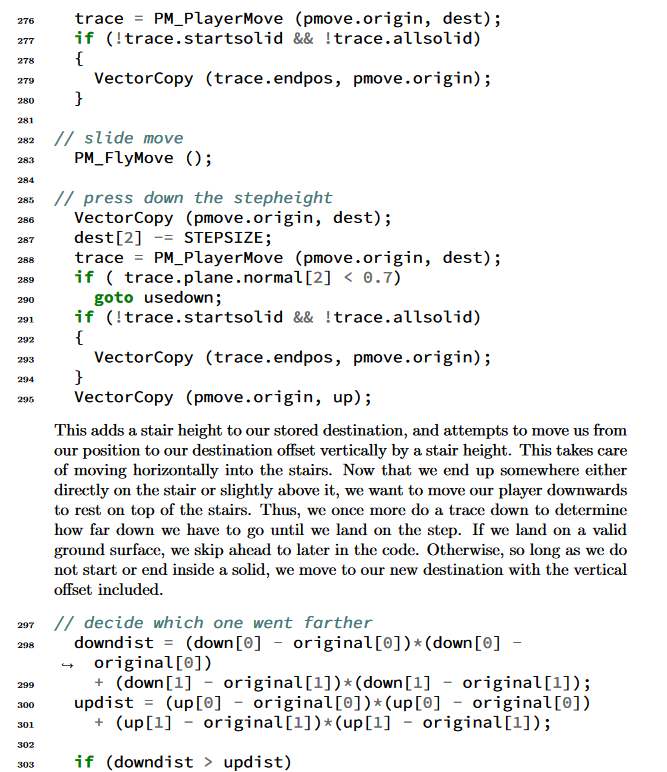 276 trace = PM_PlayerMove (pmove.origin, dest);
277 if (!trace.startsolid && !trace.allsolid)
278 {
279 VectorCopy (trace.endpos, pmove.origin);
280 }
281
282 // slide move
283 PM_FlyMove ();
284
285 // press down the stepheight
286 VectorCopy (pmove.origin, dest);
287 dest[2] -= STEPSIZE;
288 trace = PM_PlayerMove (pmove.origin, dest);
289 if ( trace.plane.normal[2] < 0.7)
290 goto usedown;
291 if (!trace.startsolid && !trace.allsolid)
292 {
293 VectorCopy (trace.endpos, pmove.origin);
294 }
295 VectorCopy (pmove.origin, up);
This adds a stair height to our stored destination, and attempts to move us from
our position to our destination offset vertically by a stair height. This takes care
of moving horizontally into the stairs. Now that we end up somewhere either
directly on the stair or slightly above it, we want to move our player downwards
to rest on top of the stairs. Thus, we once more do a trace down to determine
how far down we have to go until we land on the step. If we land on a valid
ground surface, we skip ahead to later in the code. Otherwise, so long as we do
not start or end inside a solid, we move to our new destination with the vertical
offset included.
297 // decide which one went farther
298 downdist = (down[0] - original[0])*(down[0] -
↪ original[0])
299 + (down[1] - original[1])*(down[1] - original[1]);
300 updist = (up[0] - original[0])*(up[0] - original[0])
301 + (up[1] - original[1])*(up[1] - original[1]);
302
303 if (downdist > updist)